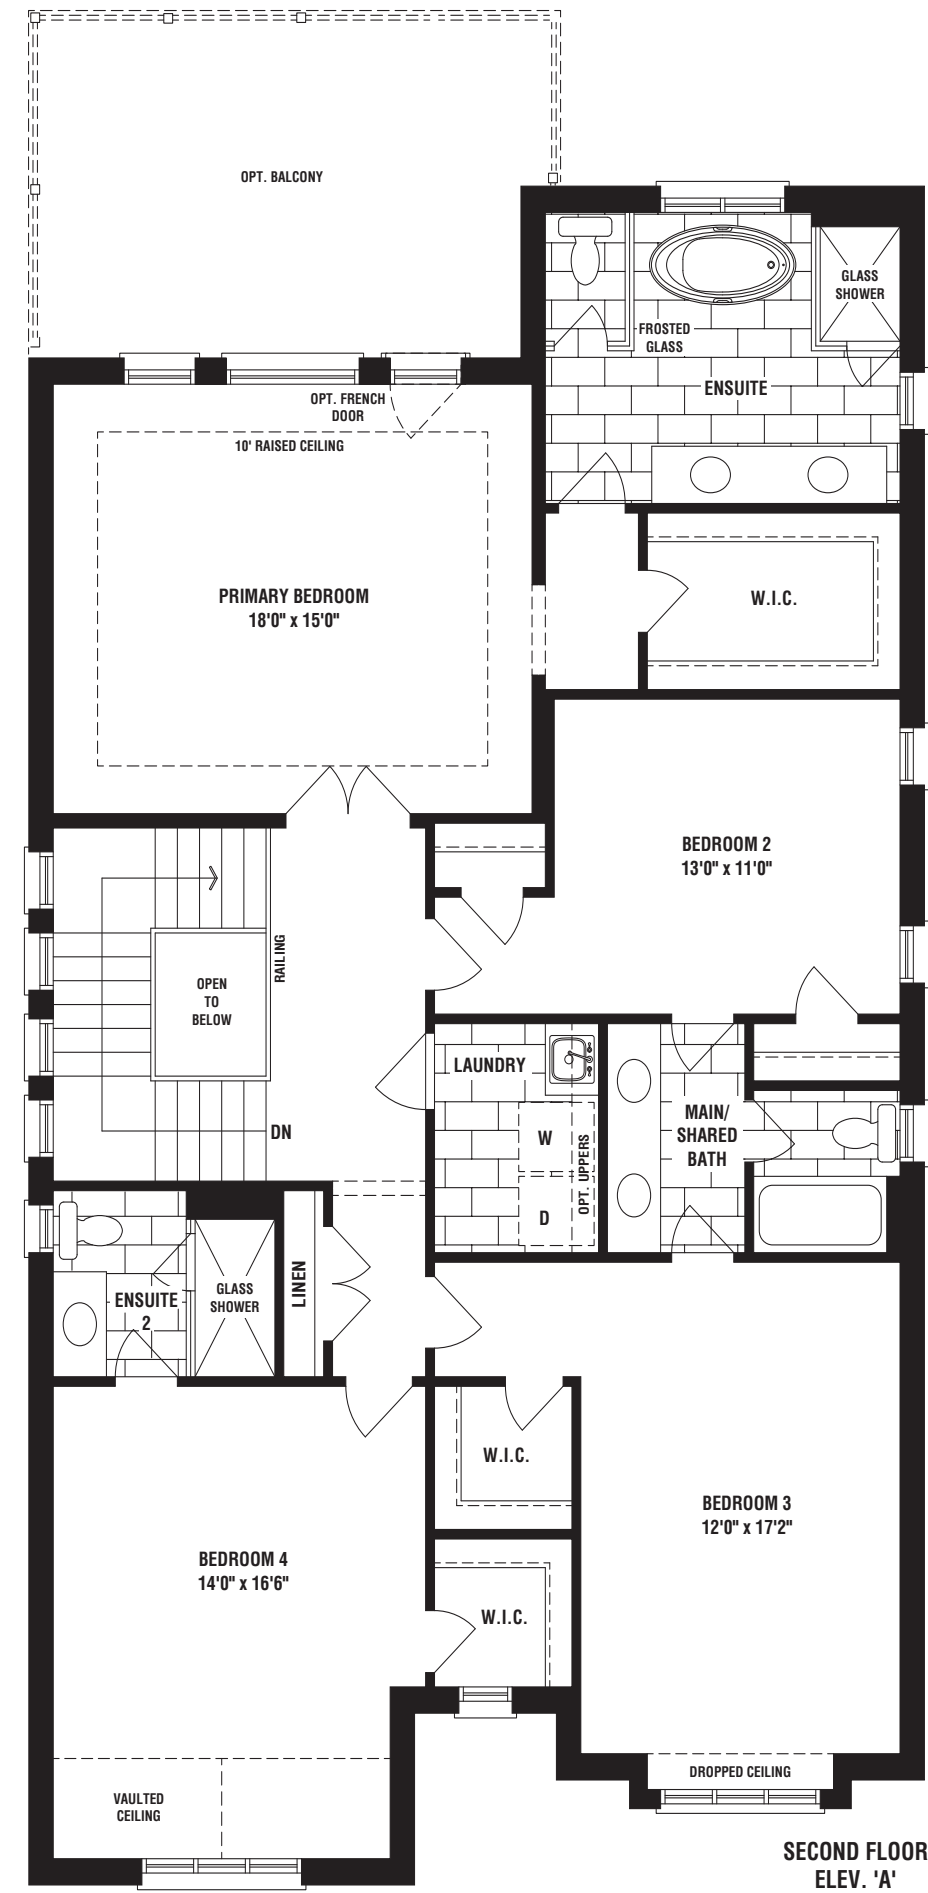 OPT. BALCONY
GLASS
SHOWER
FROSTED
GLASS
ENSUITE
OPT. FRENCH
DOOR
10' RAISED CEILING
PRIMARY BEDROOM
18'0" x 15'0"
W.I.C.
BEDROOM 2
13'0" x 11'0"
RAILING
OPEN
TO
BELOW
DN
LAUNDRY
W
D
OPT. UPPERS
MAIN/
SHARED
BATH
ENSUITE
2
GLASS
SHOWER
LINEN
W.I.C.
BEDROOM 3
12'0" x 17'2"
BEDROOM 4
14'0" x 16'6"
W.I.C.
DROPPED CEILING
VAULTED
CEILING
SECOND FLOOR
ELEV. 'A'